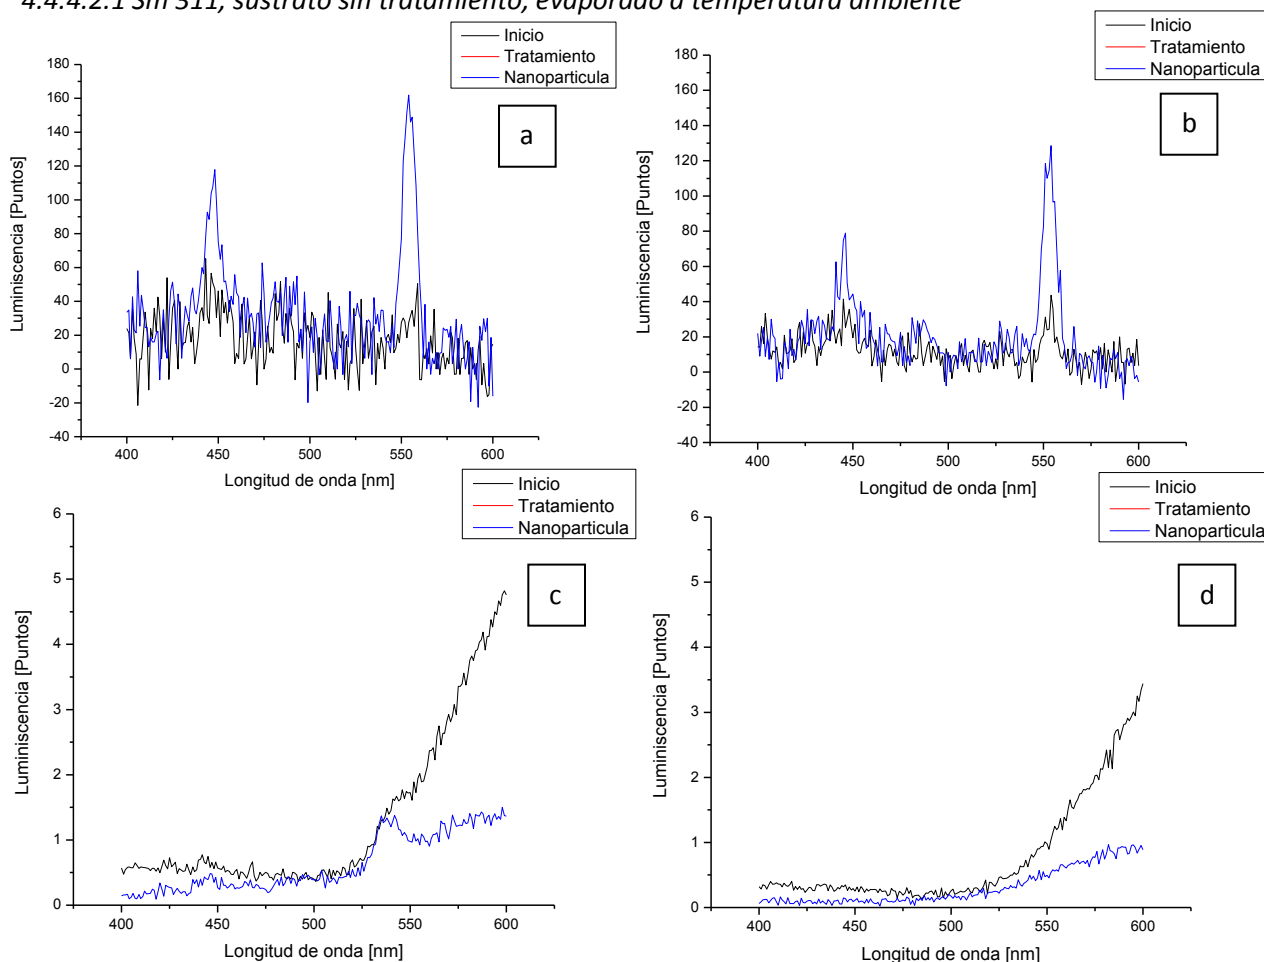 4.4.4.2.1 Sm 311, sustrato sin tratamiento, evaporado a temperatura ambiente
Inicio
Tratamiento
Nanoparticula
a
Luminiscencia [Puntos]
180
160
140
120
100
80
60
40
20
0
-20
-40
400 450 500 550 600
Longitud de onda [nm]
Inicio
Tratamiento
Nanoparticula
b
Luminiscencia [Puntos]
180
160
140
120
100
80
60
40
20
0
-20
-40
400 450 500 550 600
Longitud de onda [nm]
Inicio
Tratamiento
Nanoparticula
c
Luminiscencia [Puntos]
6
5
4
3
2
1
0
400 450 500 550 600
Longitud de onda [nm]
Inicio
Tratamiento
Nanoparticula
d
Luminiscencia [Puntos]
6
5
4
3
2
1
0
400 450 500 550 600
Longitud de onda [nm]